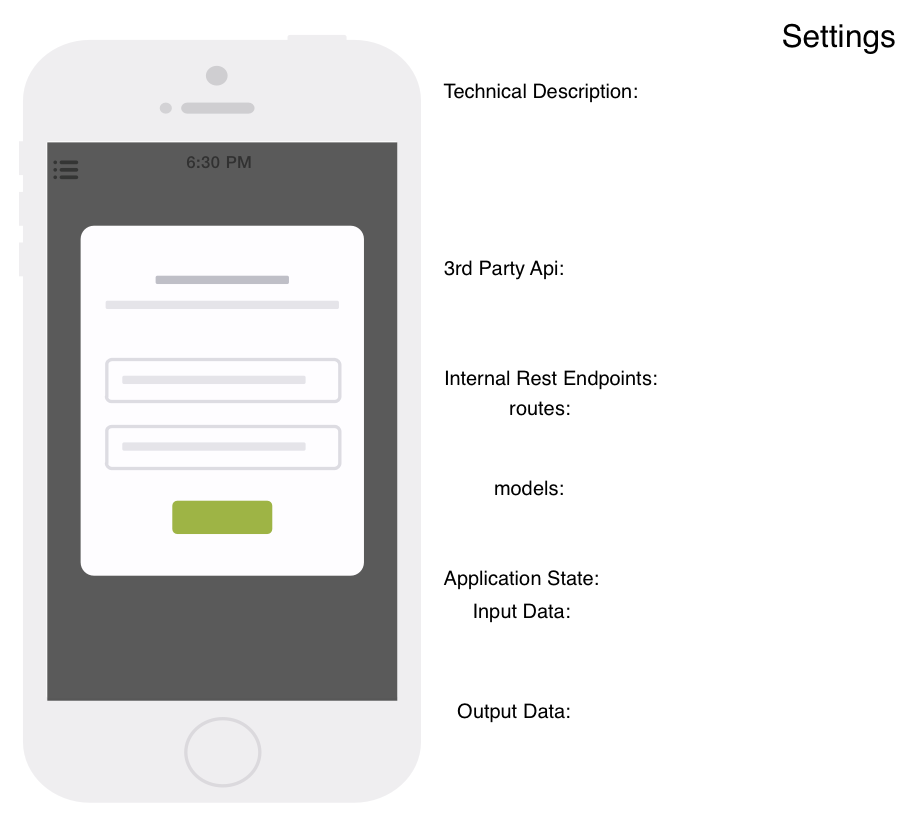 Settings
6:30 PM
Technical Description:
3rd Party Api:
Internal Rest Endpoints:
routes:
models:
Application State:
Input Data:
Output Data: